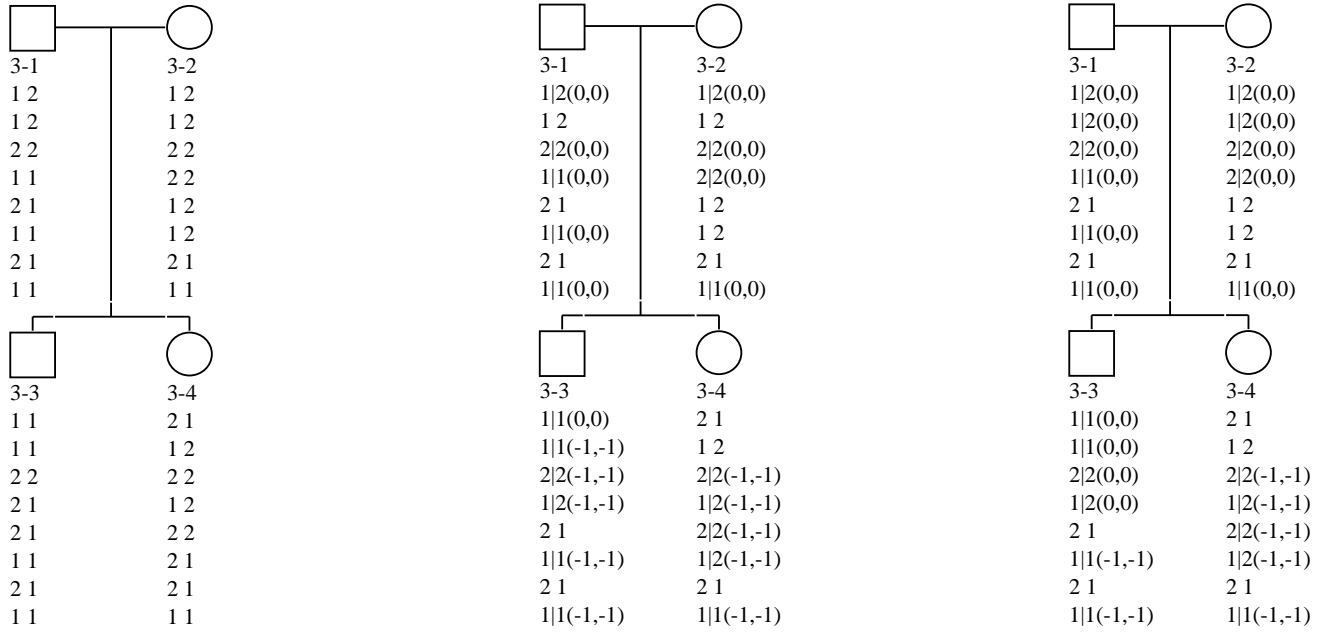 3-1 3-2 3-1 3-2 3-1 3-2
1 2 1 2 1|2(0,0) 1|2(0,0) 1|2(0,0) 1|2(0,0)
1 2 1 2 1 2 1 2 1|2(0,0) 1|2(0,0)
2 2 2 2 2|2(0,0) 2|2(0,0) 2|2(0,0) 2|2(0,0)
1 1 2 2 1|1(0,0) 2|2(0,0) 1|1(0,0) 2|2(0,0)
2 1 1 2 2 1 1 2 2 1 1 2
1 1 1 2 1|1(0,0) 1 2 1|1(0,0) 1 2
2 1 2 1 2 1 2 1 2 1 2 1
1 1 1 1 1|1(0,0) 1|1(0,0) 1|1(0,0) 1|1(0,0)
3-3 3-4 3-3 3-4 3-3 3-4
1 1 2 1 1|1(0,0) 2 1 1|1(0,0) 2 1
1 1 1 2 1|1(-1,-1) 1 2 1|1(0,0) 1 2
2 2 2 2 2|2(-1,-1) 2|2(-1,-1) 2|2(0,0) 2|2(-1,-1)
2 1 1 2 1|2(-1,-1) 1|2(-1,-1) 1|2(0,0) 1|2(-1,-1)
2 1 2 2 2 1 2|2(-1,-1) 2 1 2|2(-1,-1)
1 1 2 1 1|1(-1,-1) 1|2(-1,-1) 1|1(-1,-1) 1|2(-1,-1)
2 1 2 1 2 1 2 1 2 1 2 1
1 1 1 1 1|1(-1,-1) 1|1(-1,-1) 1|1(-1,-1) 1|1(-1,-1)